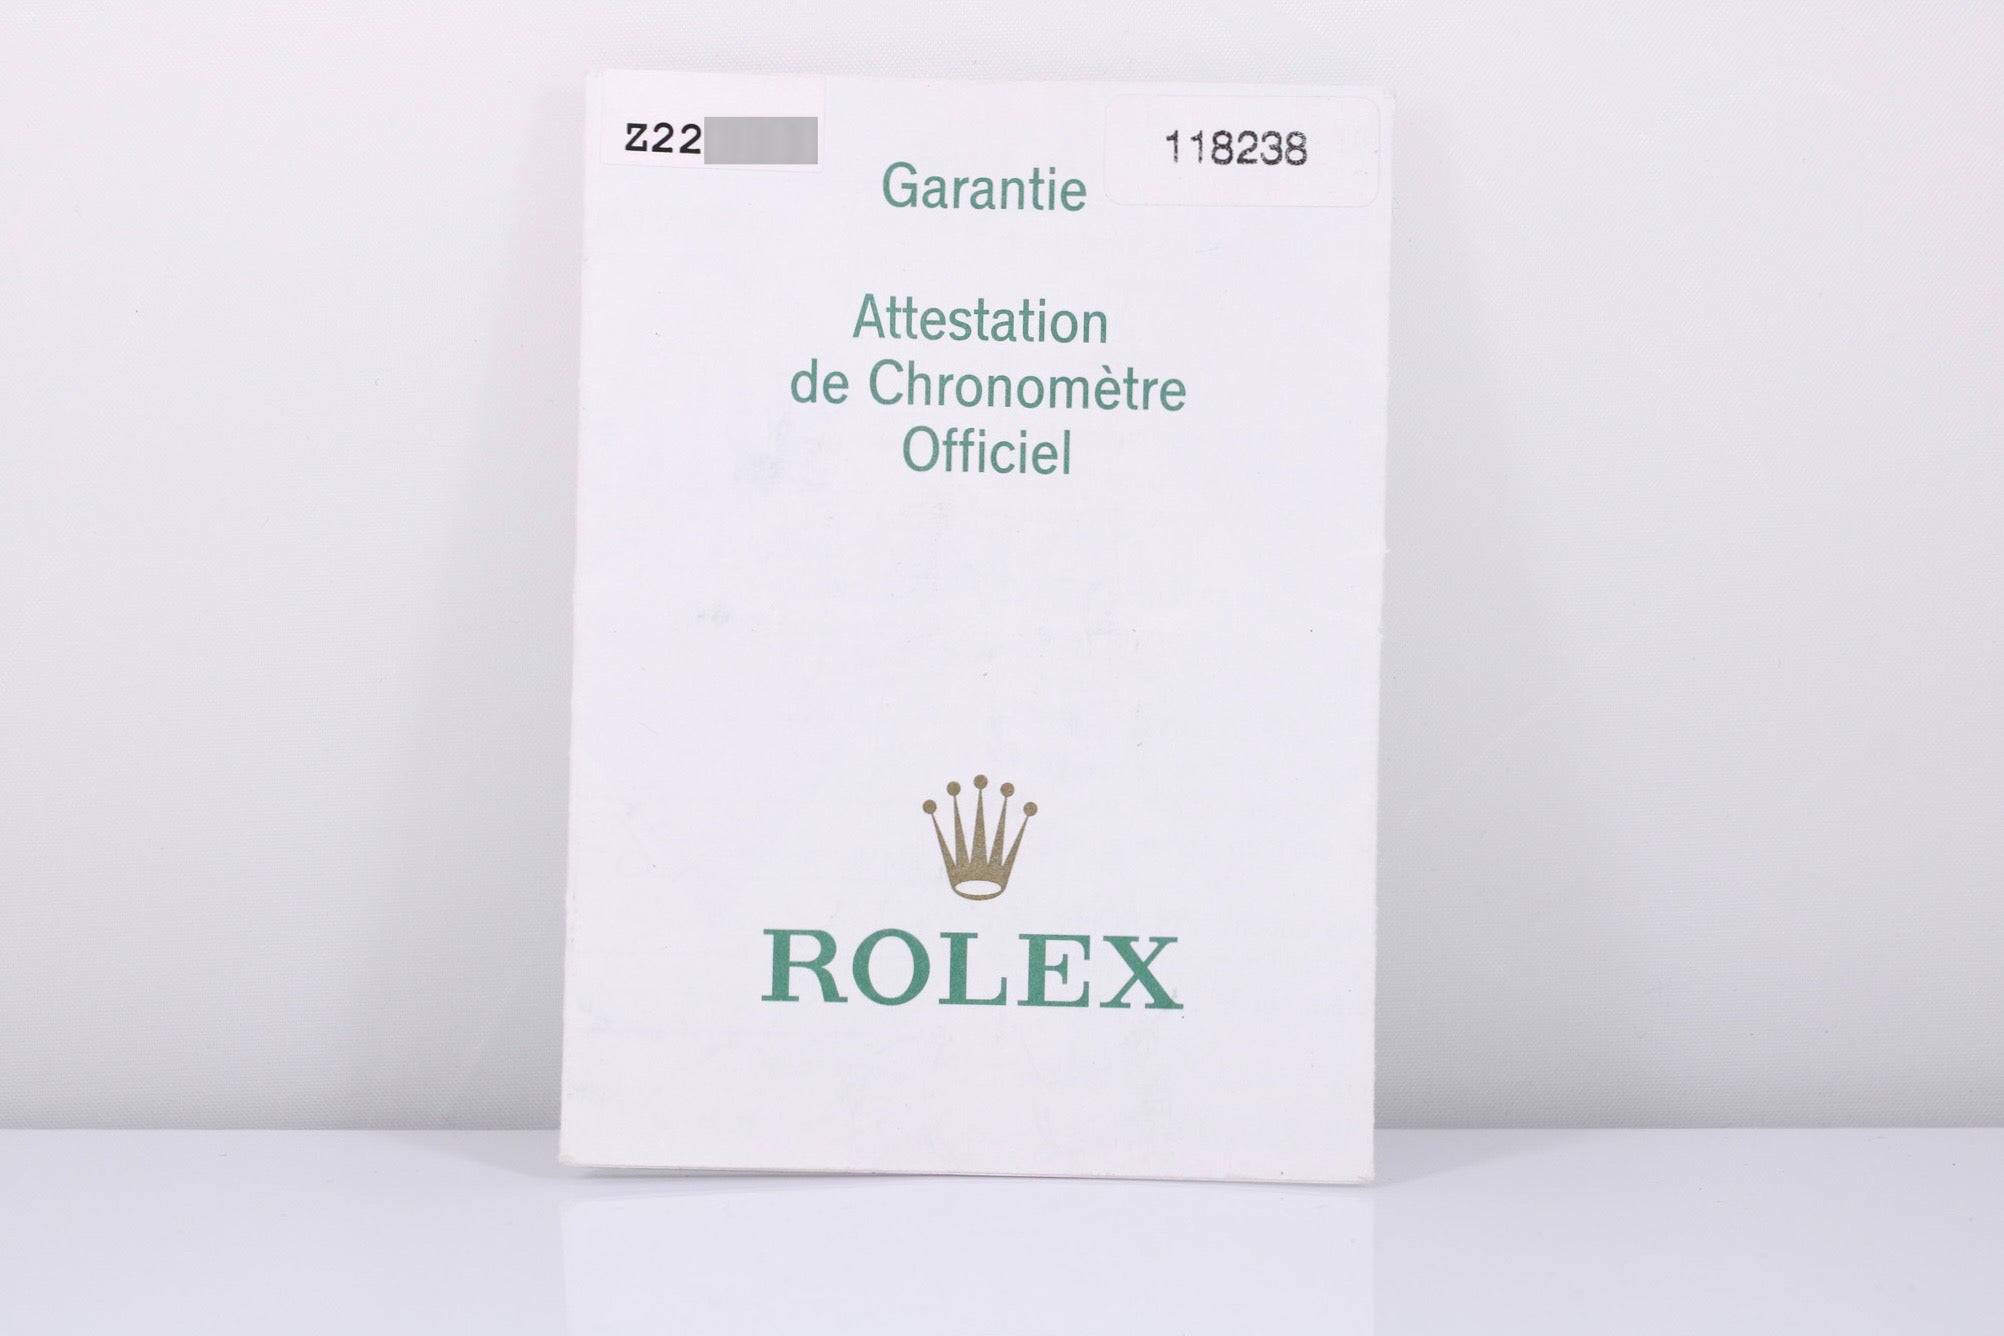 Z22
118238
Garantie
Attestation
de Chronomètre
Officiel
ROLEX